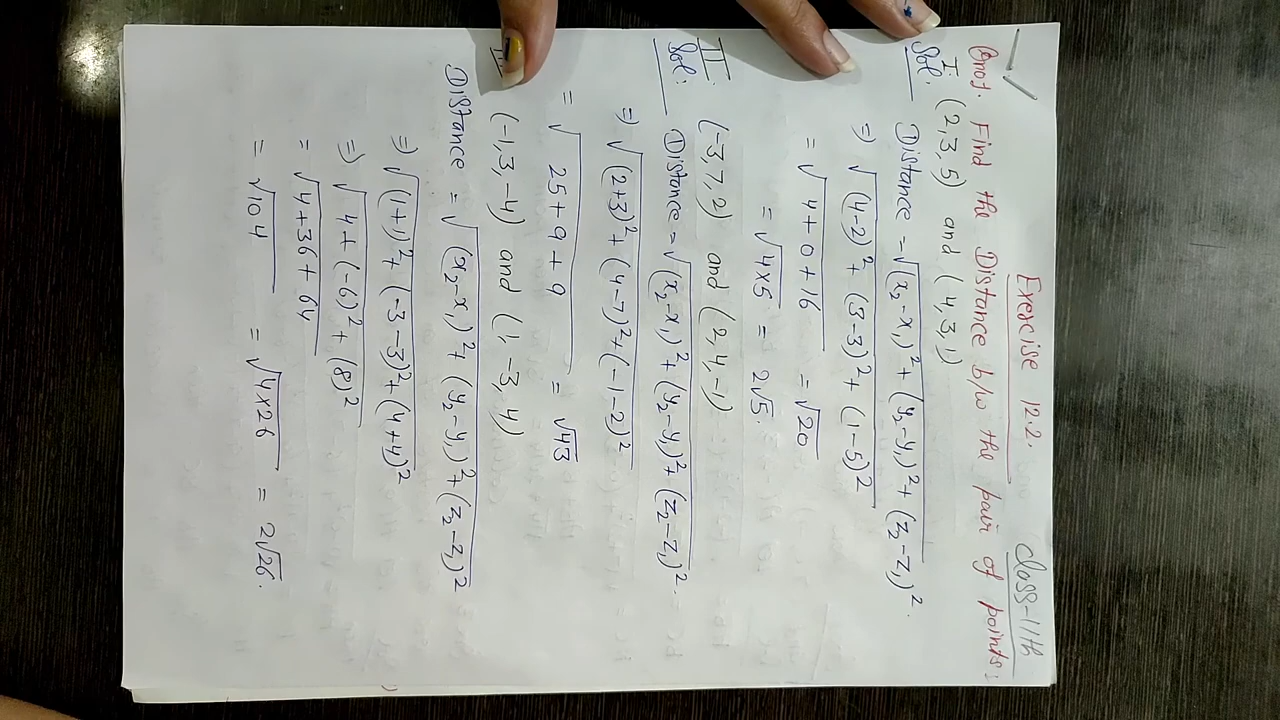 Exercise 12.2. Class-11th
Qno1. Find the Distance b/w the pair of points:
I. (2,3,5) and (4,3,1)
Sol: Distance = √(x₂-x₁)²+(y₂-y₁)²+(z₂-z₁)².
⇒ √(4-2)²+(3-3)²+(1-5)²
= √4+0+16 = √20
= √4×5 = 2√5.
II (-3,7,2) and (2,4,-1)
Sol: Distance = √(x₂-x₁)²+(y₂-y₁)²+(z₂-z₁)².
⇒ √(2+3)²+(4-7)²+(-1-2)²
= √25+9+9 = √43
(-1,3,-4) and (1,-3,4)
Distance = √(x₂-x₁)²+(y₂-y₁)²+(z₂-z₁)²
⇒ √(1+1)²+(-3-3)²+(4+4)²
⇒ √4+(-6)²+(8)²
= √4+36+64
= √104 = √4×26 = 2√26.